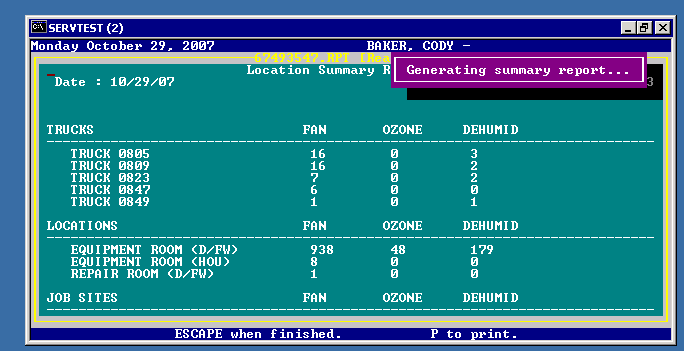 SERVTEST (2)
Monday October 29, 2007 BAKER, CODY -
67493547.RPT [Rea
Location Summary R
Generating summary report...
Date : 10/29/07 3
TRUCKS FAN OZONE DEHUMID
TRUCK 0805 16 0 3
TRUCK 0809 16 0 2
TRUCK 0823 7 0 2
TRUCK 0847 6 0 0
TRUCK 0849 1 0 1
LOCATIONS FAN OZONE DEHUMID
EQUIPMENT ROOM (D/FW) 938 48 179
EQUIPMENT ROOM (HOU) 8 0 0
REPAIR ROOM (D/FW) 1 0 0
JOB SITES FAN OZONE DEHUMID
ESCAPE when finished. P to print.